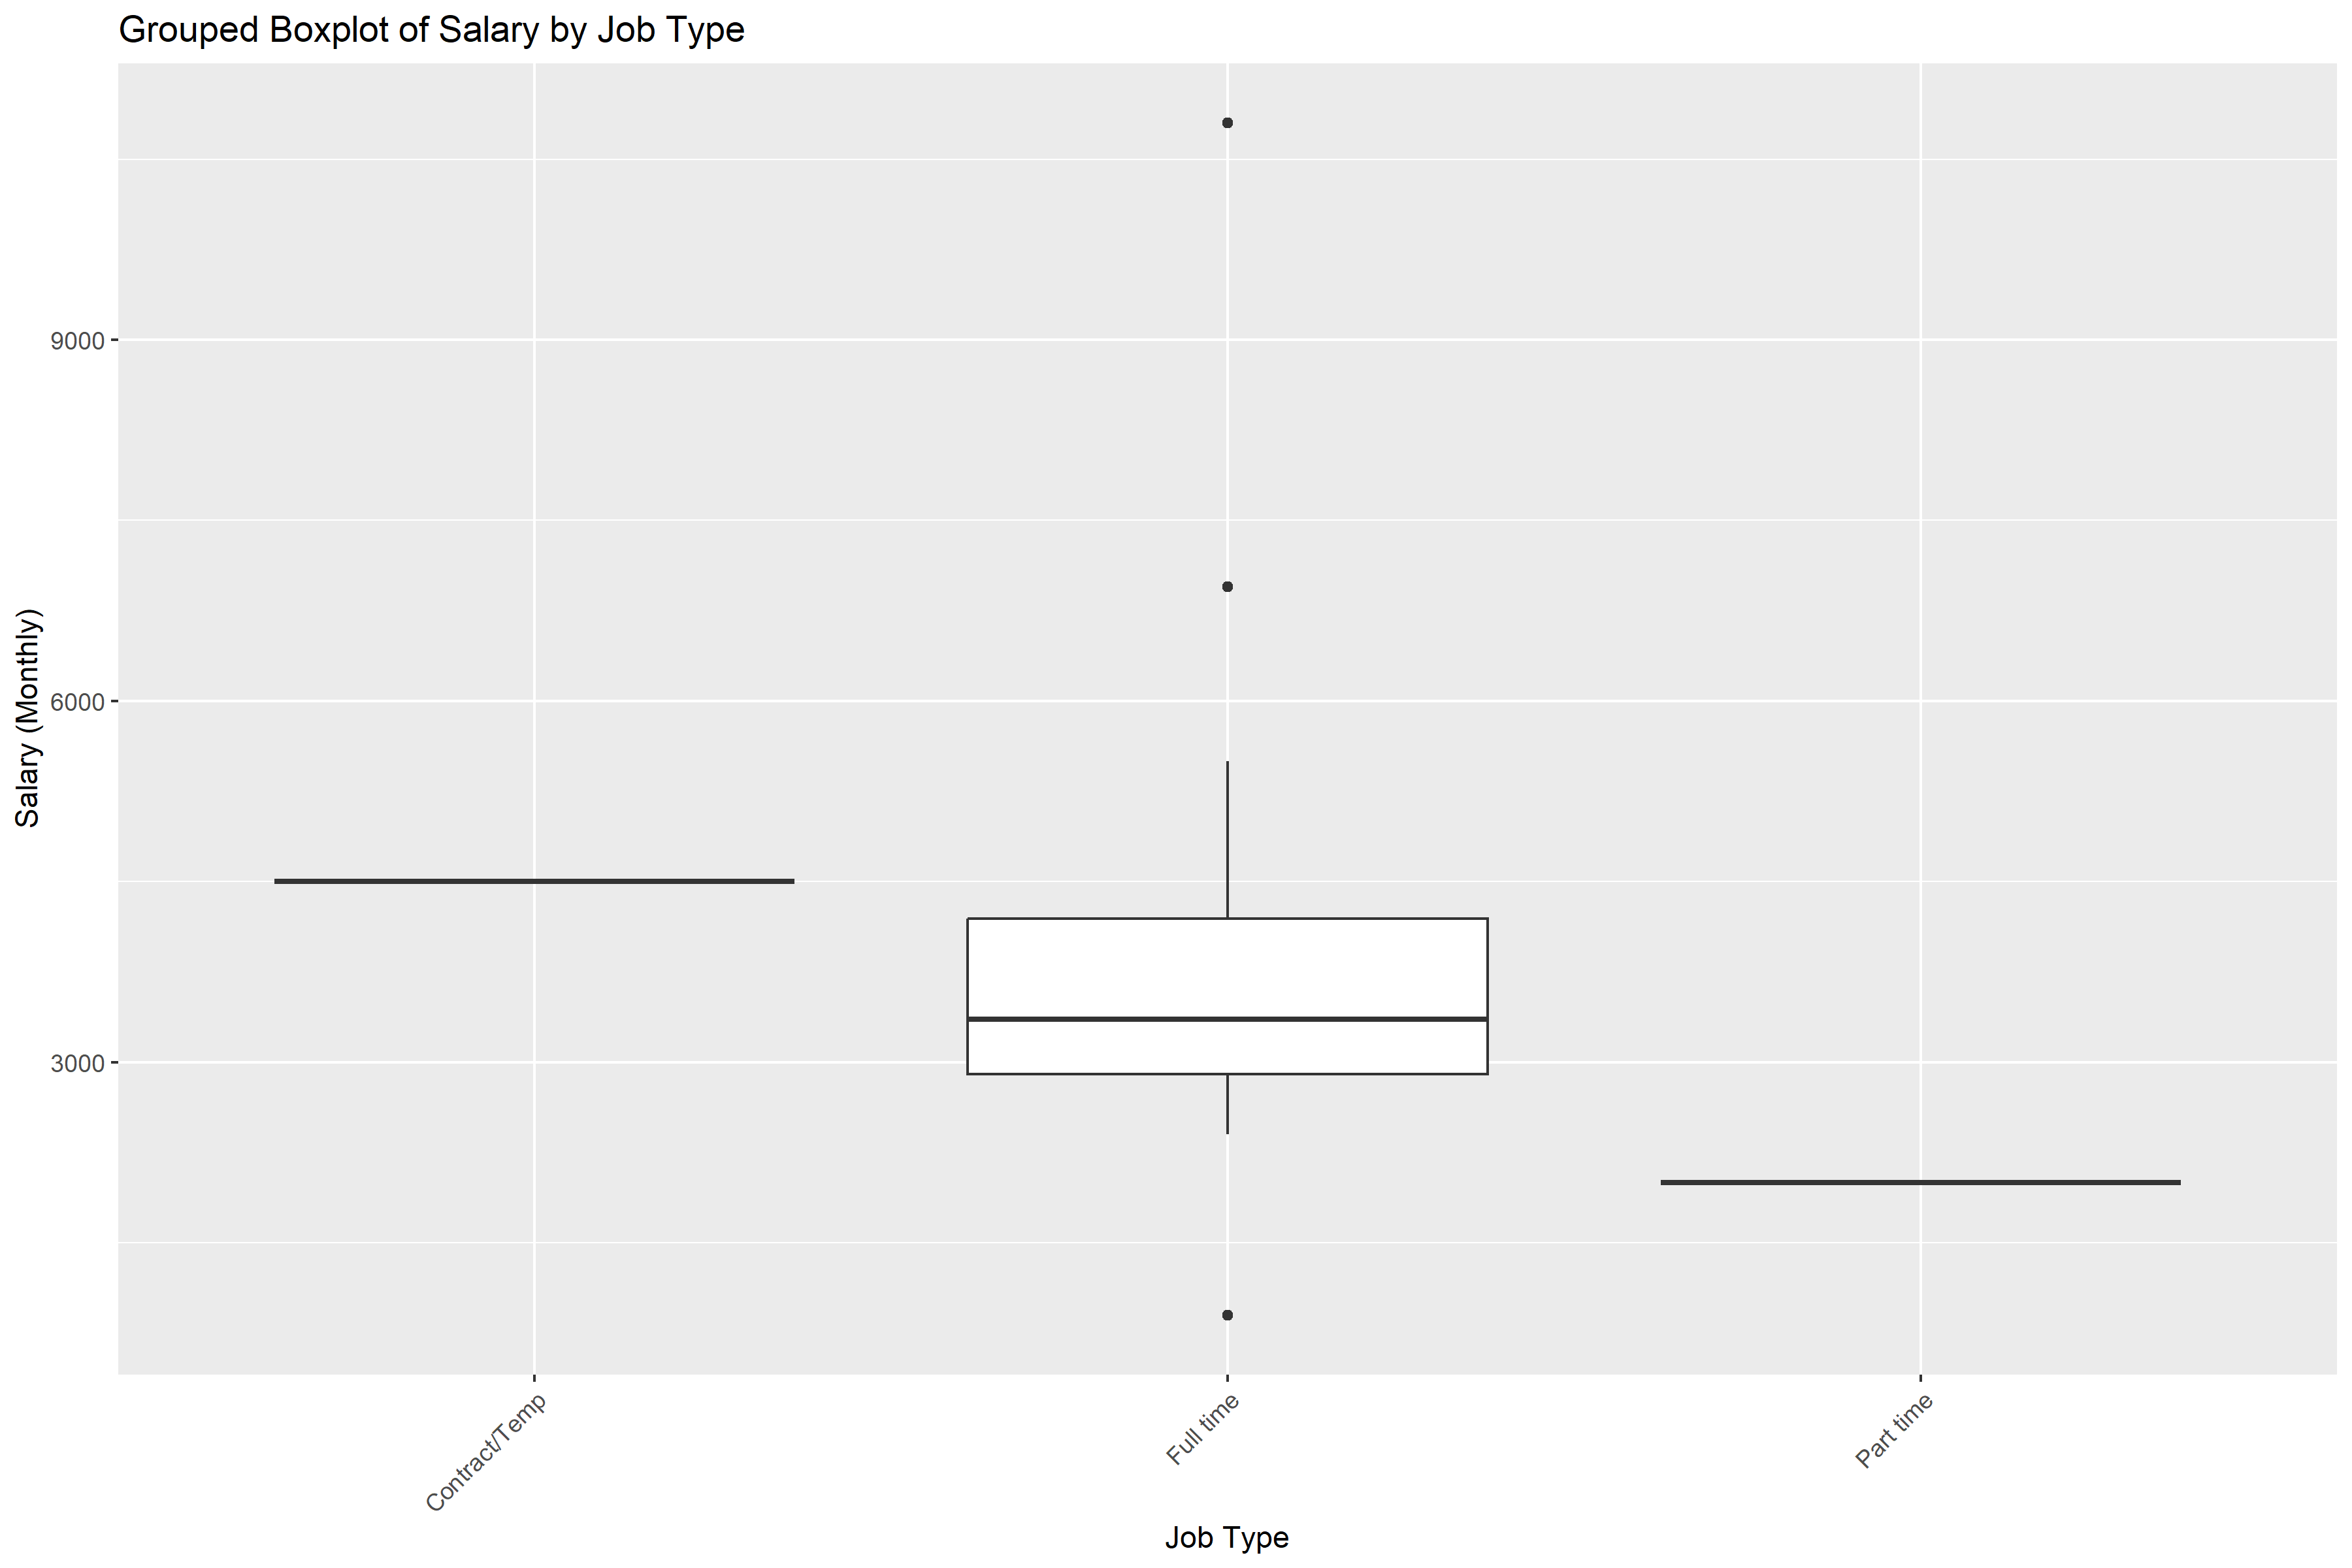 Grouped Boxplot of Salary by Job Type
Salary (Monthly)
9000
6000
3000
Contract/Temp
Full time
Part time
Job Type